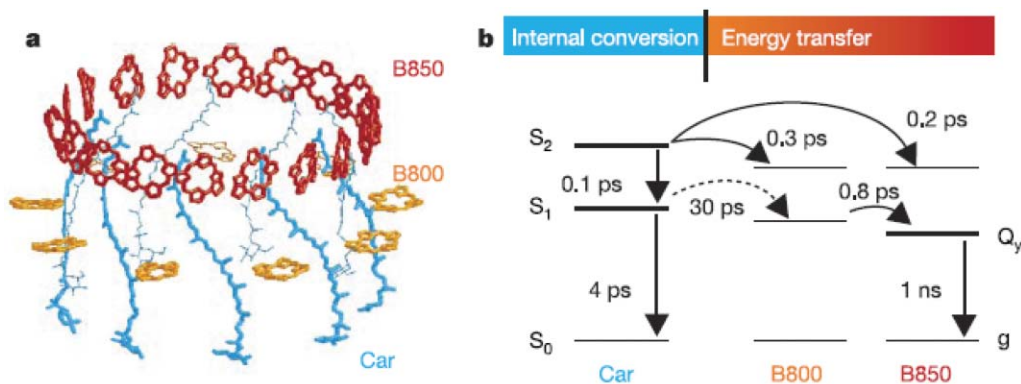 a
B850
B800
Car
b
Internal conversion
Energy transfer
S2
0.3 ps
0.2 ps
0.1 ps
S1
30 ps
0.8 ps
Qy
4 ps
1 ns
S0
g
Car
B800
B850